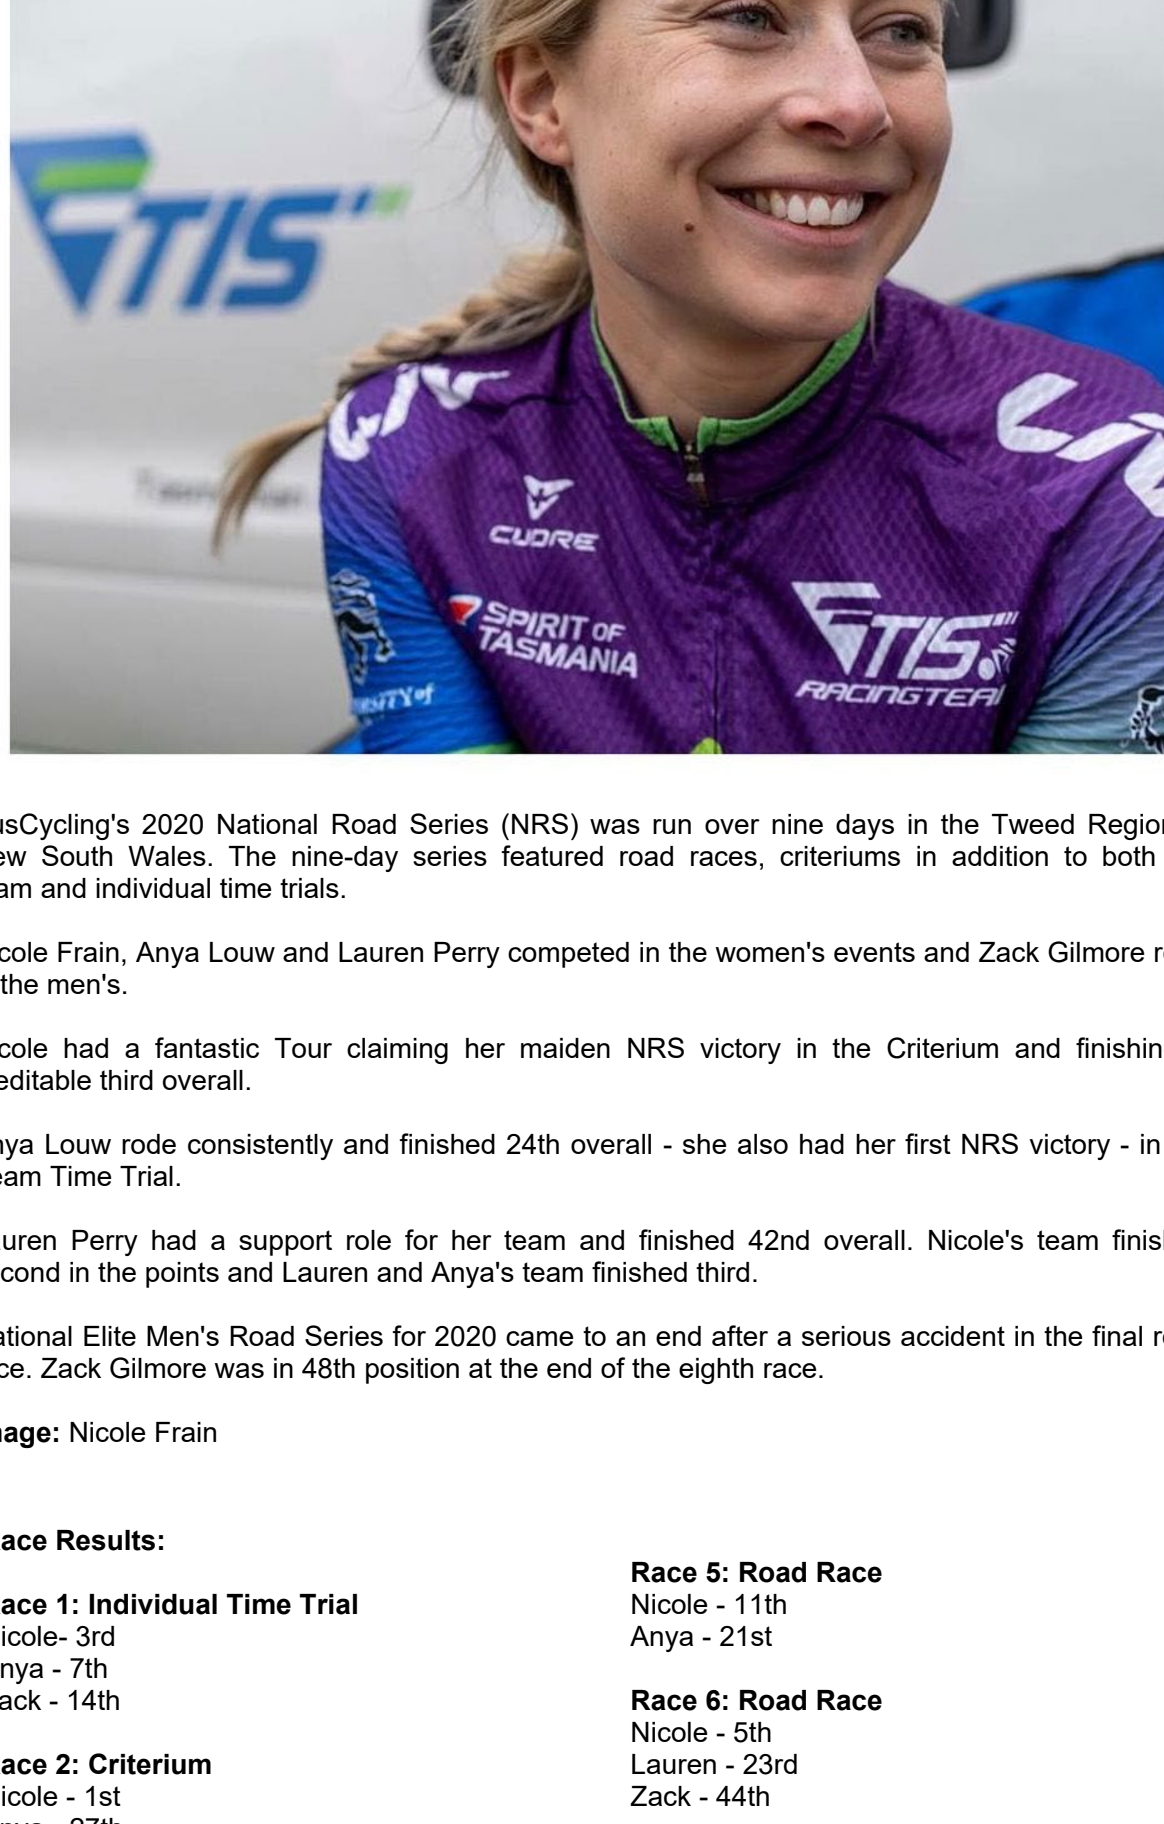 TIS
LIV
CUORE
SPIRIT OF
TASMANIA
TIS
RACINGTEA
usCycling's 2020 National Road Series (NRS) was run over nine days in the Tweed Region
ew South Wales. The nine-day series featured road races, criteriums in addition to both
am and individual time trials.
cole Frain, Anya Louw and Lauren Perry competed in the women's events and Zack Gilmore r
the men's.
cole had a fantastic Tour claiming her maiden NRS victory in the Criterium and finishin
editable third overall.
nya Louw rode consistently and finished 24th overall - she also had her first NRS victory - in
eam Time Trial.
uren Perry had a support role for her team and finished 42nd overall. Nicole's team finish
cond in the points and Lauren and Anya's team finished third.
ational Elite Men's Road Series for 2020 came to an end after a serious accident in the final r
ce. Zack Gilmore was in 48th position at the end of the eighth race.
nage: Nicole Frain
ace Results:
ace 1: Individual Time Trial
icole- 3rd
nya - 7th
ack - 14th
ace 2: Criterium
icole - 1st
Race 5: Road Race
Nicole - 11th
Anya - 21st
Race 6: Road Race
Nicole - 5th
Lauren - 23rd
Zack - 44th